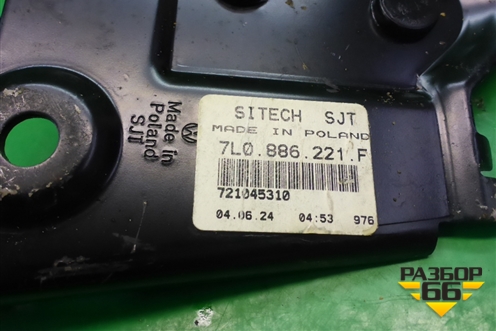 Made in
Poland
SJT
SITECH SJT
MADE IN POLAND
7L0.886.221.F
721045310
04.06.24 04:53 976
РАЗБОР
66